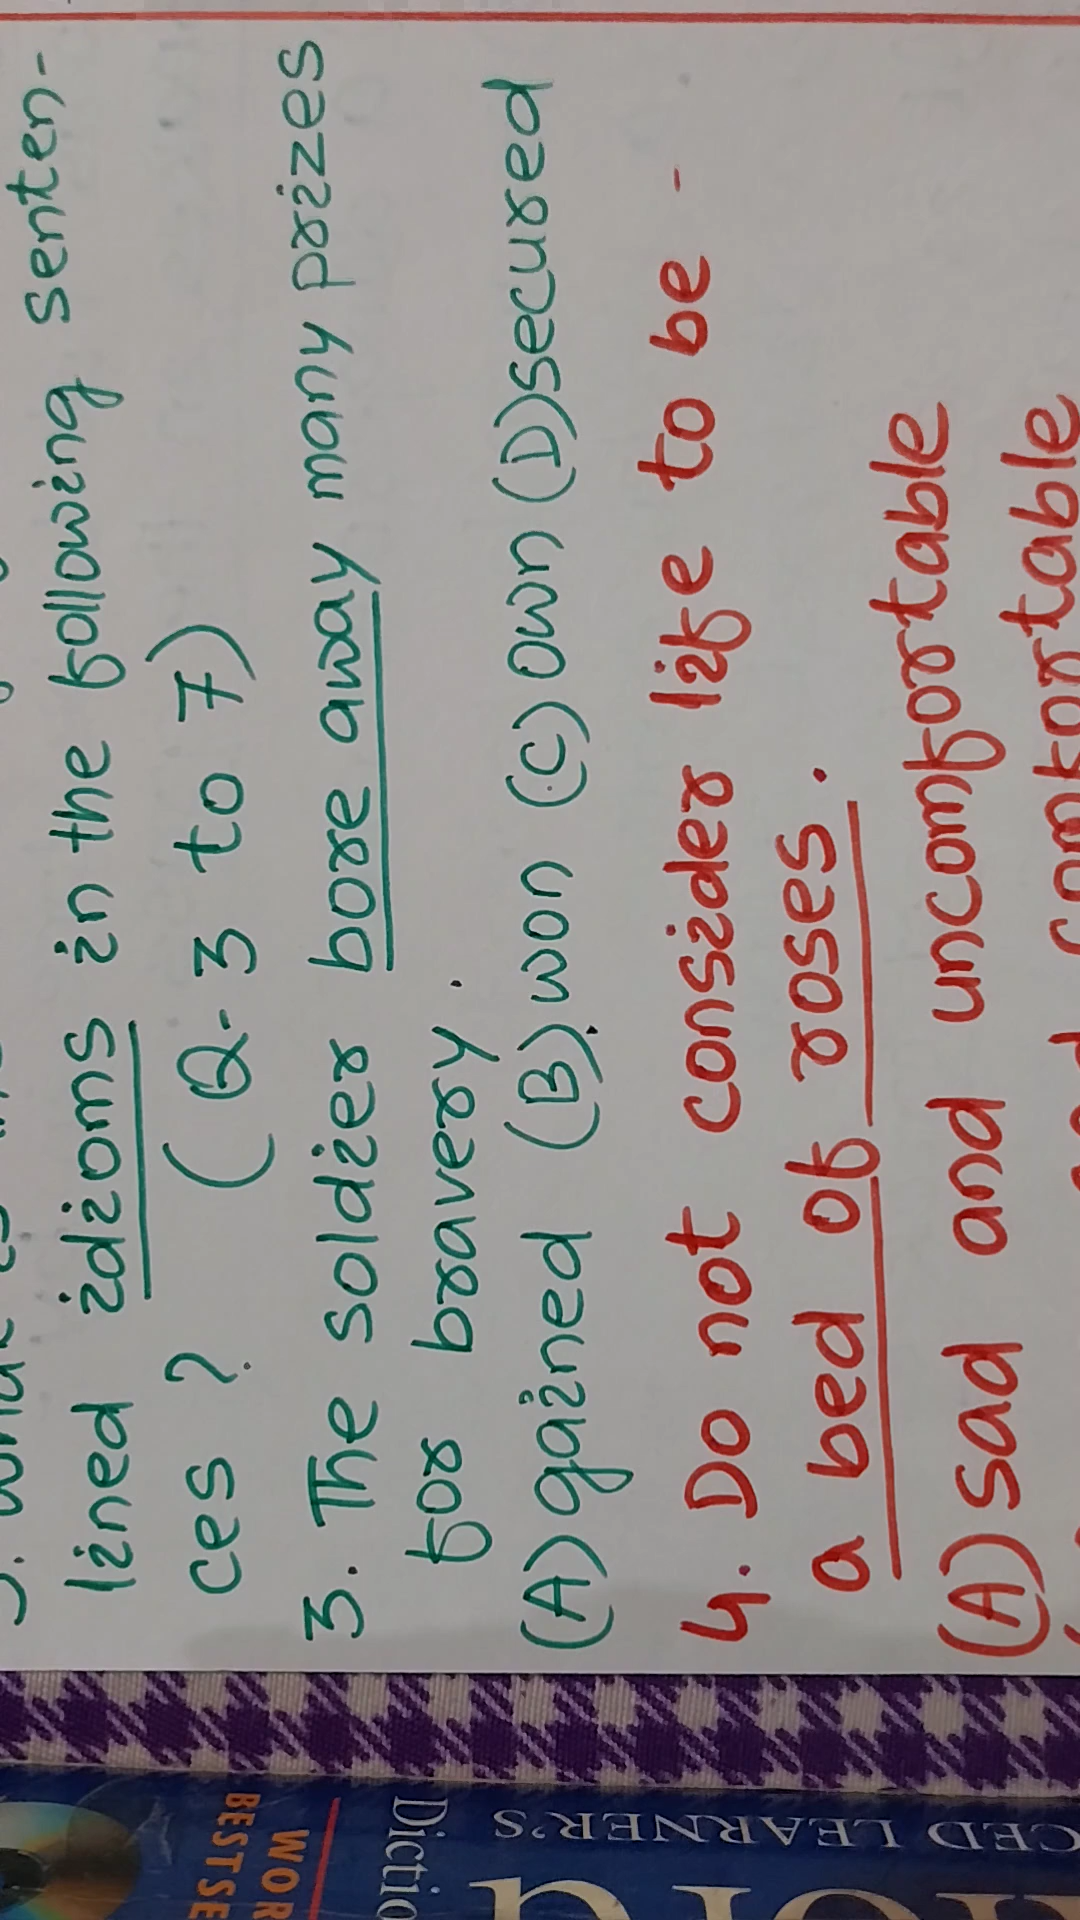 lined idioms in the following senten-
ces ? (Q. 3 to 7)
3. The soldier bore away many prizes
for bravery.
(A) gained (B) won (C) own (D) secured
4. Do not consider life to be -
a bed of roses.
(A) sad and uncomfortable
comfortable
CED LEARNER'S
Dictio
WOR
BESTSE